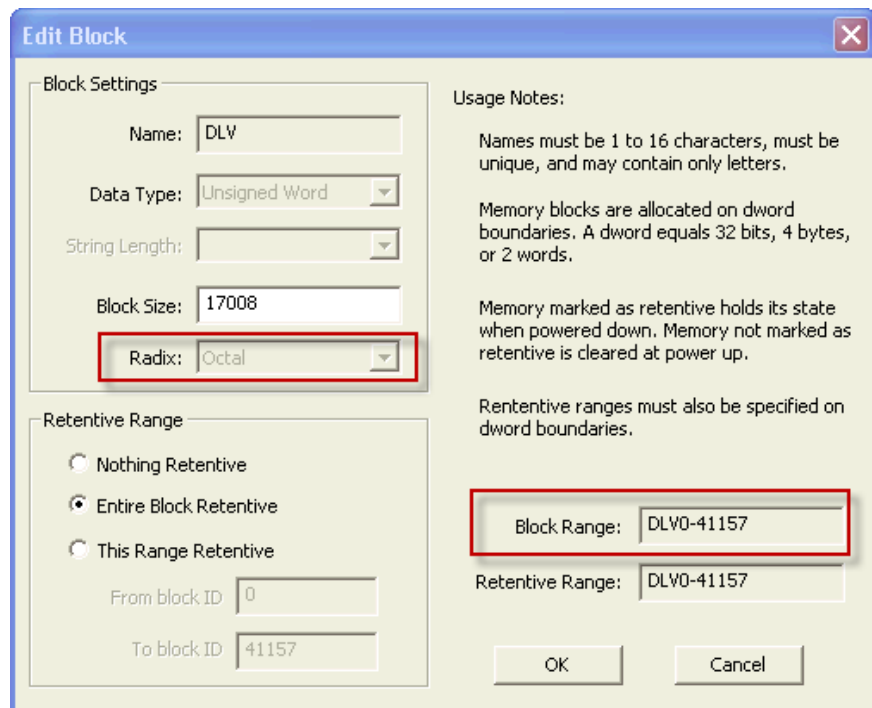 Edit Block
Block Settings
Name: DLV
Data Type: Unsigned Word
String Length:
Block Size: 17008
Radix: Octal
Retentive Range
Nothing Retentive
Entire Block Retentive
This Range Retentive
From block ID 0
To block ID 41157
Usage Notes:
Names must be 1 to 16 characters, must be
unique, and may contain only letters.
Memory blocks are allocated on dword
boundaries. A dword equals 32 bits, 4 bytes,
or 2 words.
Memory marked as retentive holds its state
when powered down. Memory not marked as
retentive is cleared at power up.
Rententive ranges must also be specified on
dword boundaries.
Block Range: DLV0-41157
Retentive Range: DLV0-41157
OK
Cancel